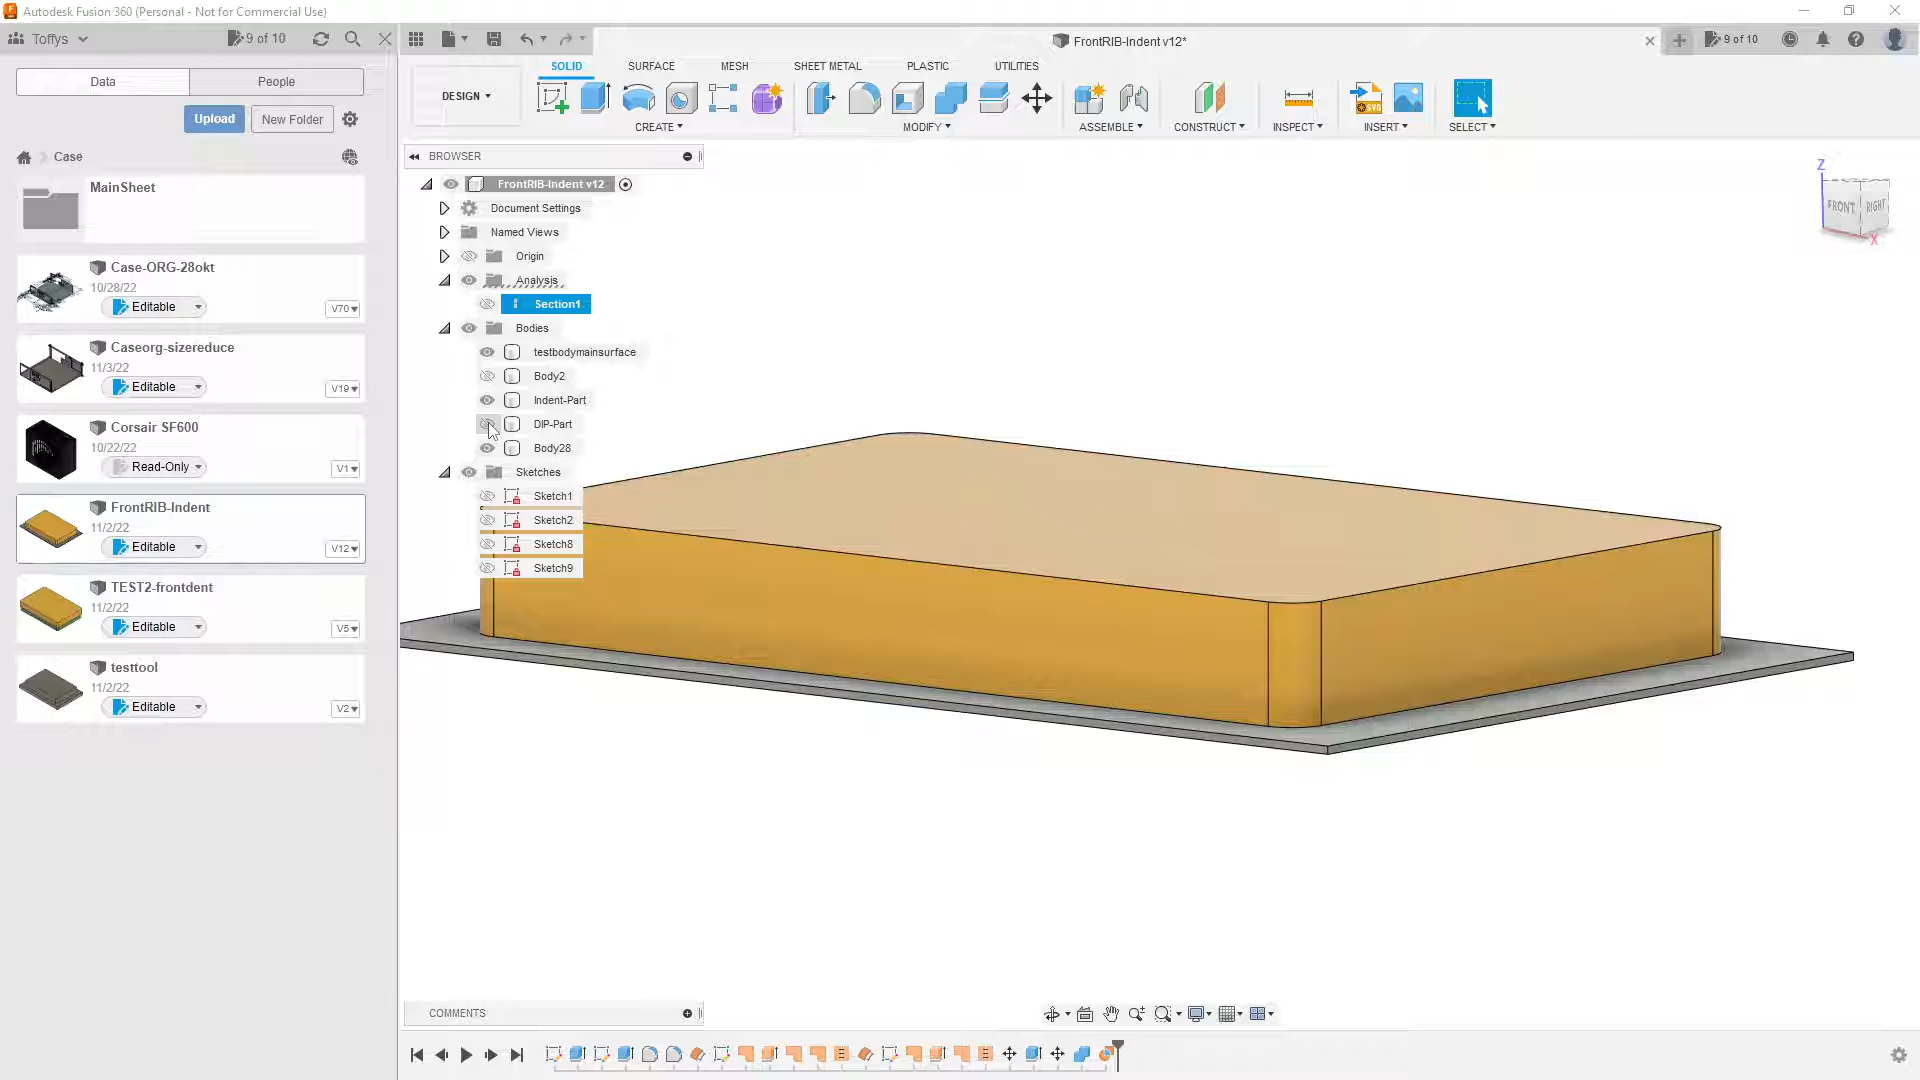 Autodesk Fusion 360 (Personal - Not for Commercial Use)
Toffys
9 of 10
FrontRIB-Indent v12*
9 of 10
Data
People
Upload
New Folder
Case
MainSheet
Case-ORG-28okt
10/28/22
Editable
V70
Caseorg-sizereduce
11/3/22
Editable
V19
Corsair SF600
10/22/22
Read-Only
V1
FrontRIB-Indent
11/2/22
Editable
V12
TEST2-frontdent
11/2/22
Editable
V5
testtool
11/2/22
Editable
V2
DESIGN
SOLID
SURFACE
MESH
SHEET METAL
PLASTIC
UTILITIES
CREATE
MODIFY
ASSEMBLE
CONSTRUCT
INSPECT
INSERT
SELECT
SVG
BROWSER
FrontRIB-Indent v12
Document Settings
Named Views
Origin
Analysis
Section1
Bodies
testbodymainsurface
Body2
Indent-Part
DIP-Part
Body28
Sketches
Sketch1
Sketch2
Sketch8
Sketch9
Z
FRONT
RIGHT
X
COMMENTS